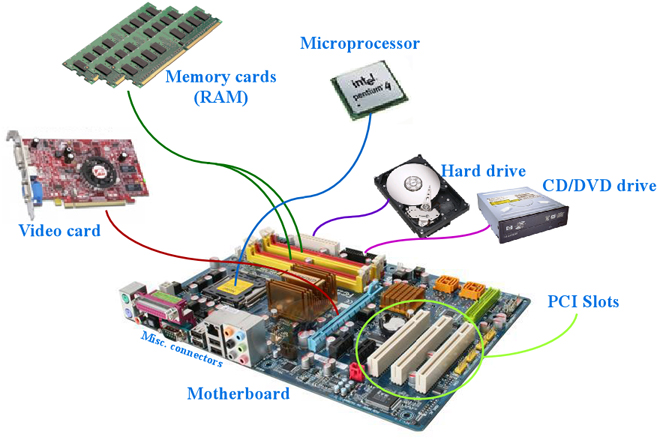 Memory cards
(RAM)
Microprocessor
intel
pentium 4
Hard drive
CD/DVD drive
Video card
PCI Slots
Misc. connectors
Motherboard